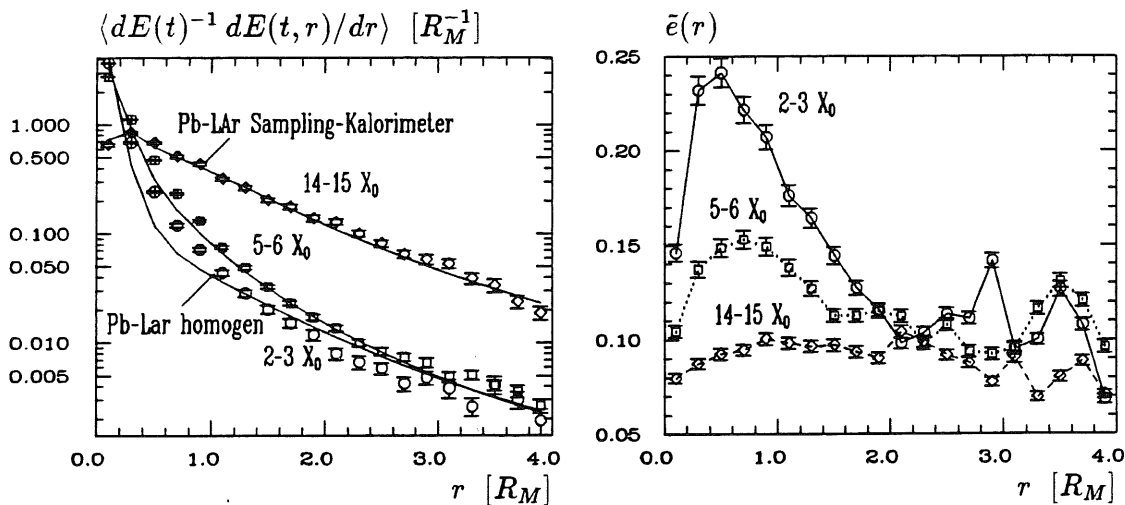 ⟨dE(t)⁻¹ dE(t,r)/dr⟩ [R_M⁻¹]
1.000
0.500
0.100
0.050
0.010
0.005
Pb-LAr Sampling-Kalorimeter
14-15 X₀
5-6 X₀
Pb-Lar homogen
2-3 X₀
0.0 1.0 2.0 3.0 4.0
r [R_M]
ẽ(r)
0.25
0.20
0.15
0.10
0.05
2-3 X₀
5-6 X₀
14-15 X₀
0.0 1.0 2.0 3.0 4.0
r [R_M]